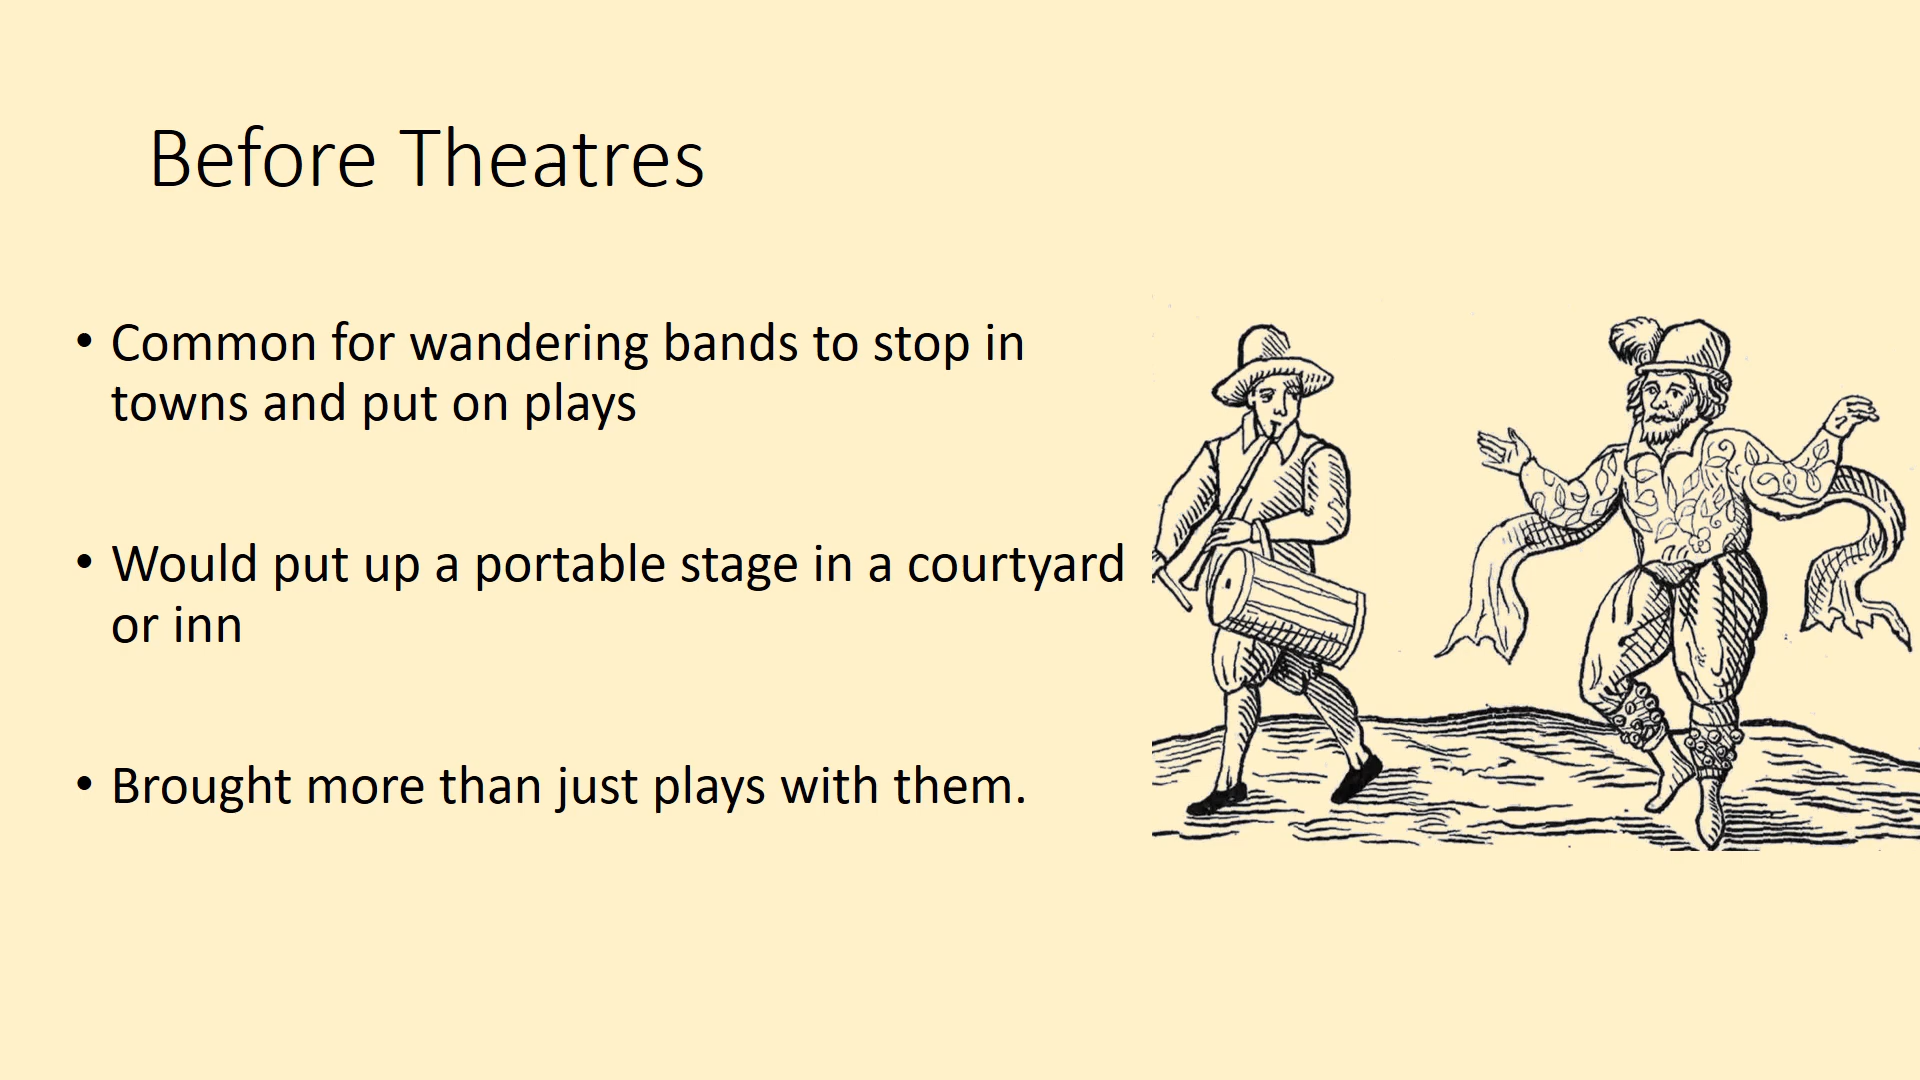 Before Theatres
• Common for wandering bands to stop in
towns and put on plays
• Would put up a portable stage in a courtyard
or inn
• Brought more than just plays with them.